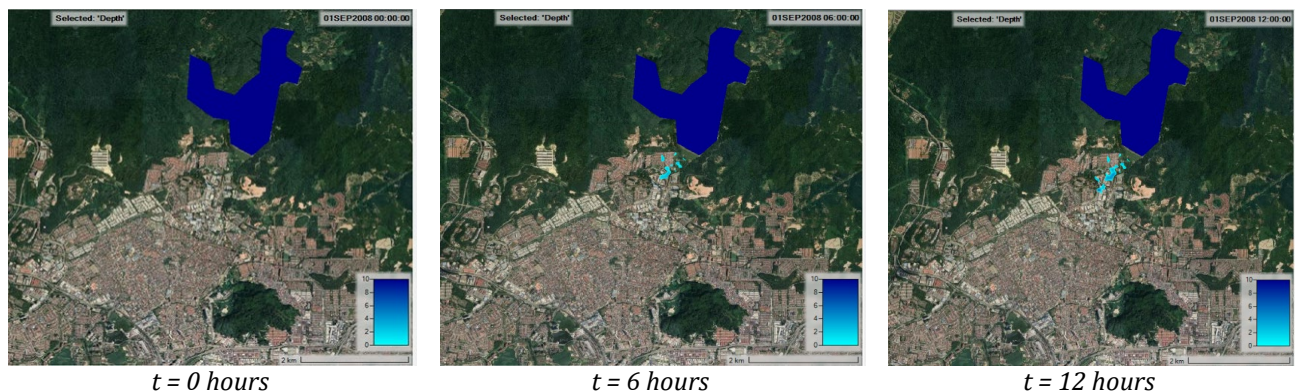 Selected: 'Depth'
01SEP2008 00:00:00
10
8
6
4
2
0
2 km
t = 0 hours
Selected: 'Depth'
01SEP2008 06:00:00
10
8
6
4
2
0
2 km
t = 6 hours
Selected: 'Depth'
01SEP2008 12:00:00
10
8
6
4
2
0
2 km
t = 12 hours